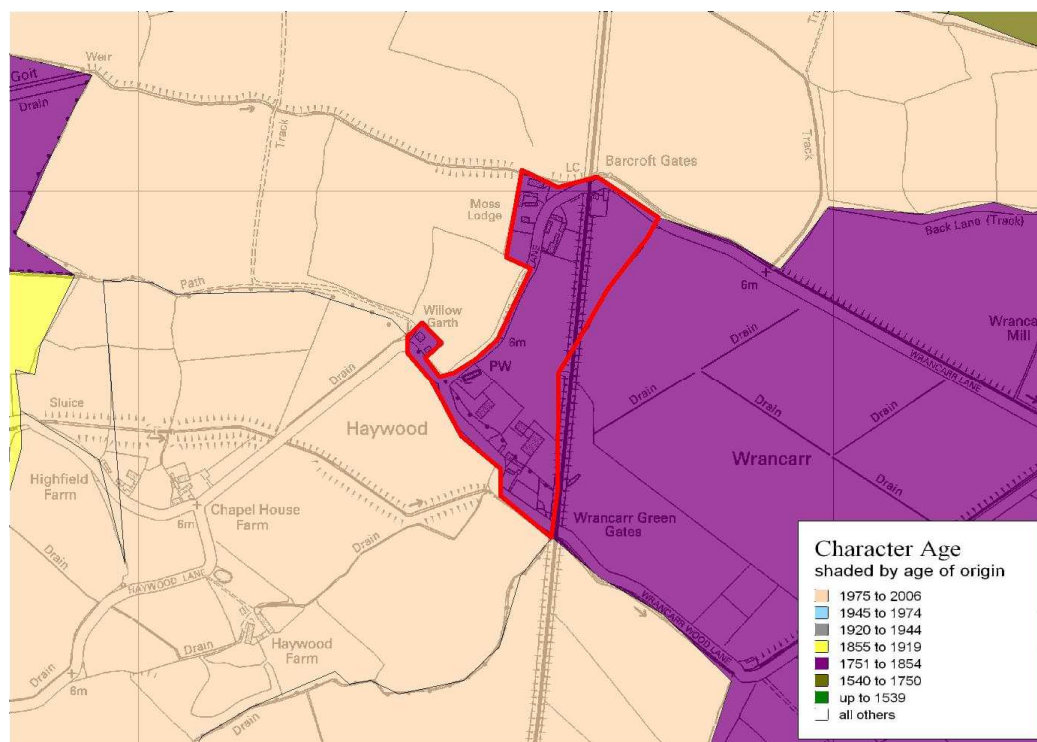 Weir
Goit
Drain
Track
Track
LC
Barcroft Gates
Moss
Lodge
LANE
Back Lane (Track)
Path
6m
Willow
Garth
Wrancar
Mill
6m
PW
Drain
Drain
WRANCARR LANE
Sluice
Drain
Drain
Haywood
Highfield
Farm
Wrancarr
Drain
Chapel House
Farm
6m
Wrancarr Green
Gates
Drain
Drain
HAYWOOD LANE
WRANCARR WOOD LANE
Haywood
Farm
Drain
Drain
6m
Drain
Character Age
shaded by age of origin
1975 to 2006
1945 to 1974
1920 to 1944
1855 to 1919
1751 to 1854
1540 to 1750
up to 1539
all others